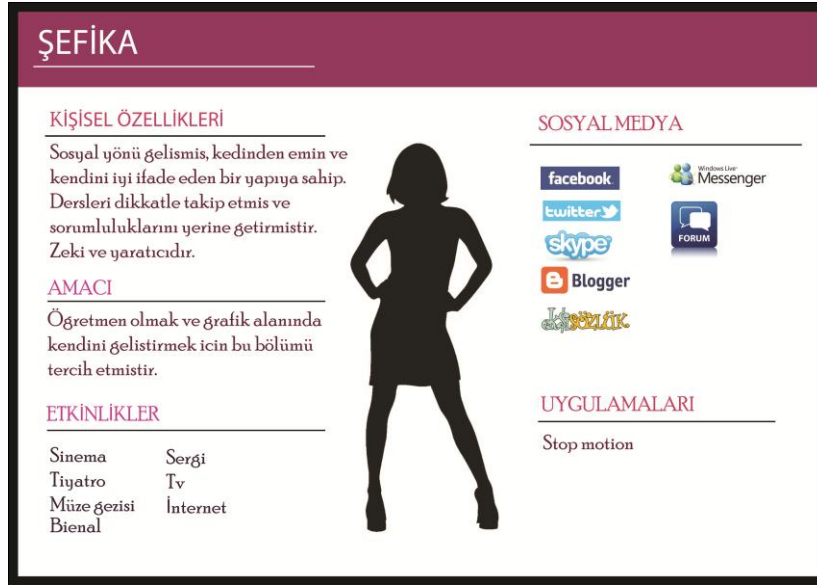 ŞEFİKA
KİŞİSEL ÖZELLİKLERİ
Sosyal yönü gelismis, kedinden emin ve
kendini iyi ifade eden bir yapıya sahip.
Dersleri dikkatle takip etmis ve
sorumluluklarını yerine getirmistir.
Zeki ve yaratıcıdır.
AMACI
Ögretmen olmak ve grafik alanında
kendini gelistirmek icin bu bölümü
tercih etmistir.
ETKİNLİKLER
Sinema
Tiyatro
Müze gezisi
Bienal
Sergi
Tv
İnternet
SOSYAL MEDYA
facebook
twitter
skype
Blogger
SÖZLÜK
Windows Live
Messenger
FORUM
UYGULAMALARI
Stop motion